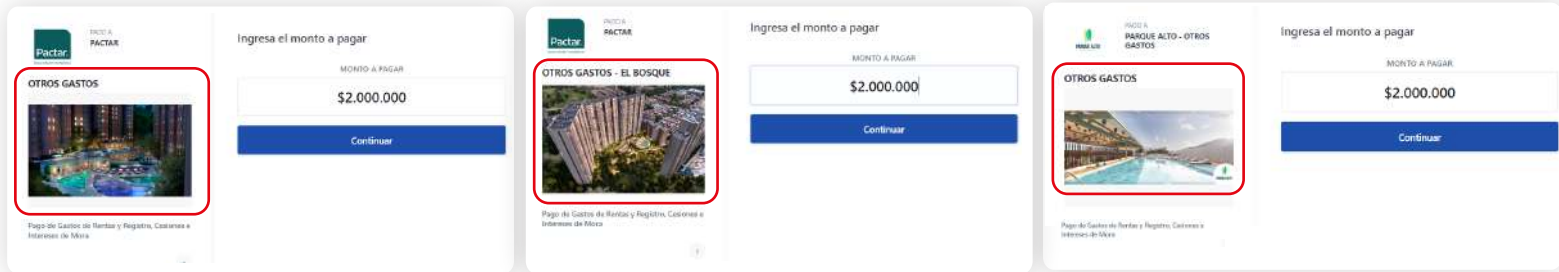 Pactar.
PAGO A
PACTAR
OTROS GASTOS
Pago de Gastos de Rentas y Registro, Cesiones e
Intereses de Mora
Ingresa el monto a pagar
MONTO A PAGAR
$2.000.000
Continuar
Pactar.
PAGO A
PACTAR
OTROS GASTOS - EL BOSQUE
Pago de Gastos de Rentas y Registro, Cesiones e
Intereses de Mora
Ingresa el monto a pagar
MONTO A PAGAR
$2.000.000
Continuar
PARQUE ALTO
PAGO A
PARQUE ALTO - OTROS
GASTOS
OTROS GASTOS
Pago de Gastos de Rentas y Registro, Cesiones e
Intereses de Mora
Ingresa el monto a pagar
MONTO A PAGAR
$2.000.000
Continuar